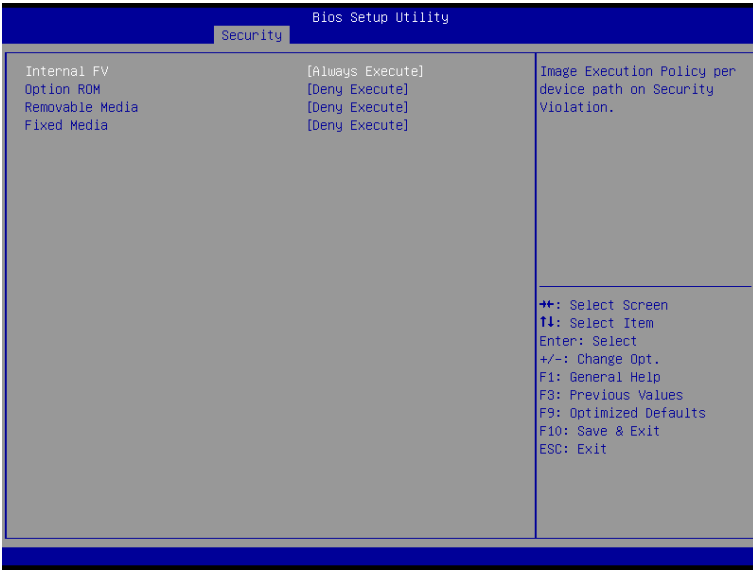 Bios Setup Utility
Security
Internal FV [Always Execute]
Option ROM [Deny Execute]
Removable Media [Deny Execute]
Fixed Media [Deny Execute]
Image Execution Policy per
device path on Security
Violation.
→←: Select Screen
↑↓: Select Item
Enter: Select
+/-: Change Opt.
F1: General Help
F3: Previous Values
F9: Optimized Defaults
F10: Save & Exit
ESC: Exit